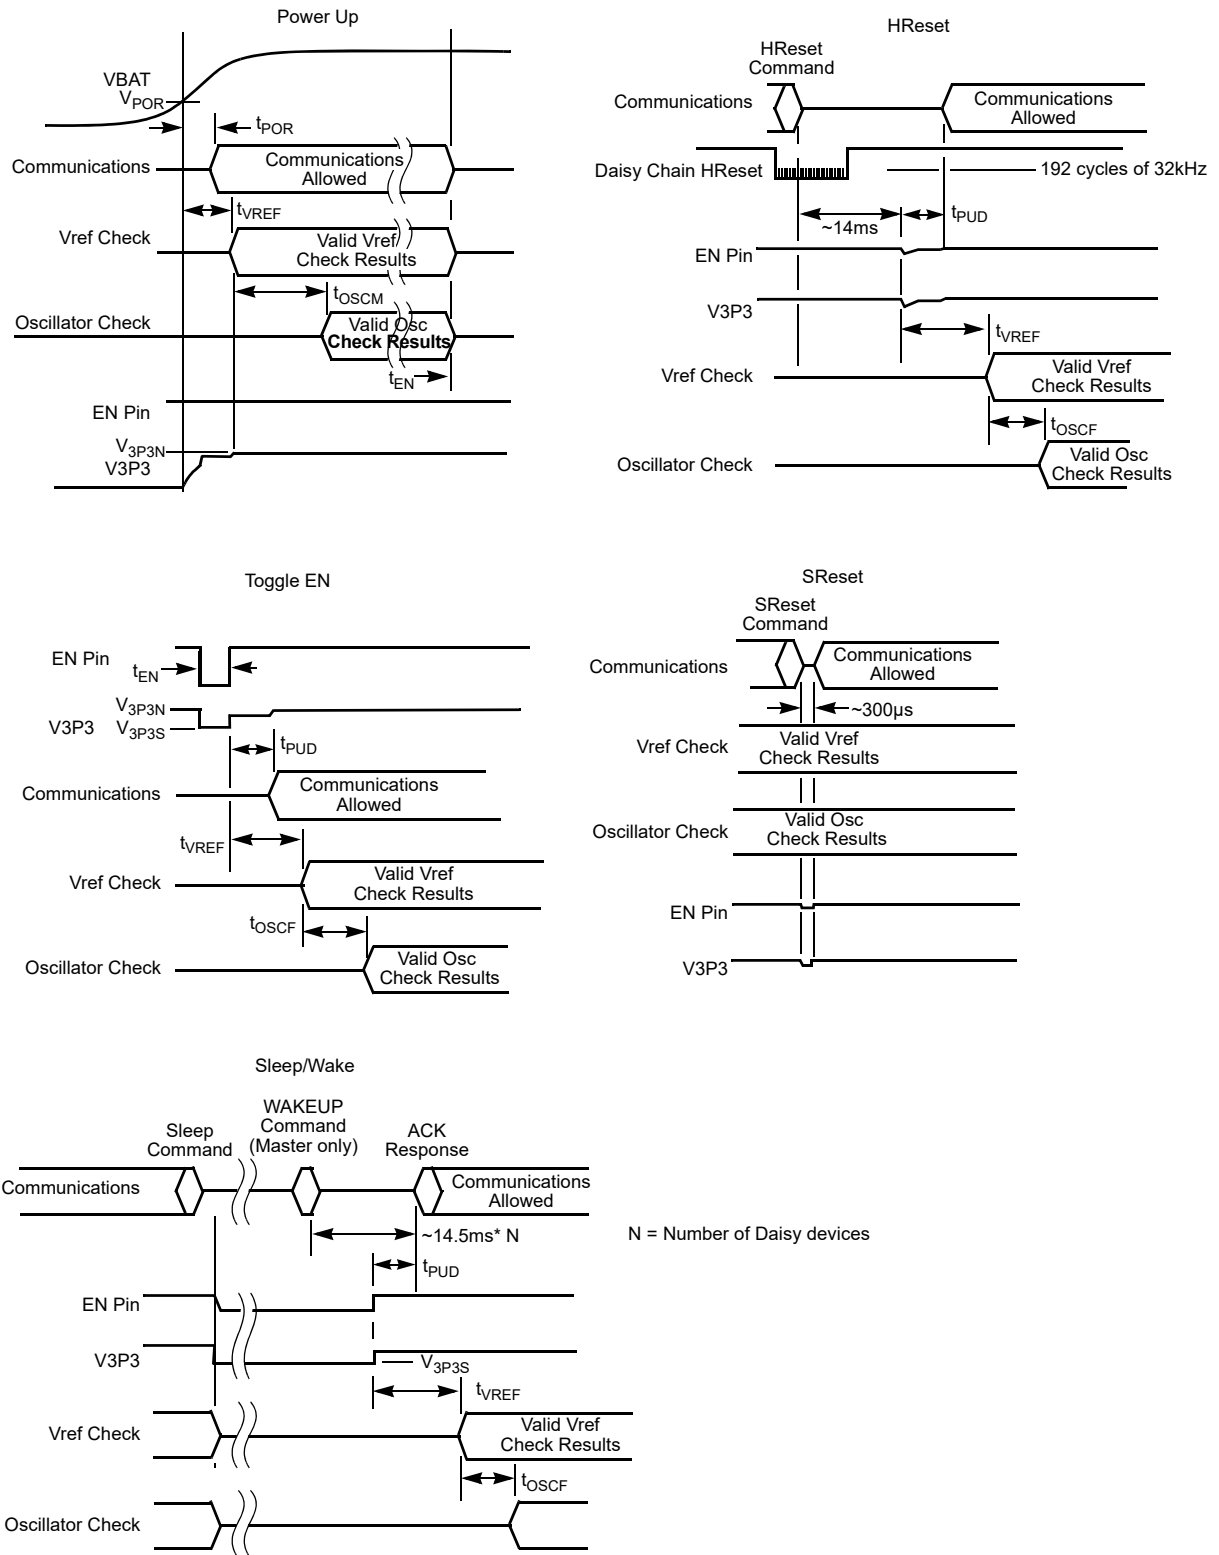 Power Up
VBAT
VPOR
tPOR
Communications
Communications
Allowed
tVREF
Vref Check
Valid Vref
Check Results
tOSCM
Oscillator Check
Valid Osc
Check Results
tEN
EN Pin
V3P3N
V3P3
HReset
HReset
Command
Communications
Communications
Allowed
Daisy Chain HReset
192 cycles of 32kHz
~14ms
tPUD
EN Pin
V3P3
tVREF
Vref Check
Valid Vref
Check Results
tOSCF
Oscillator Check
Valid Osc
Check Results
Toggle EN
EN Pin
tEN
V3P3N
V3P3
V3P3S
tPUD
Communications
Communications
Allowed
tVREF
Vref Check
Valid Vref
Check Results
tOSCF
Oscillator Check
Valid Osc
Check Results
SReset
SReset
Command
Communications
Communications
Allowed
~300µs
Vref Check
Valid Vref
Check Results
Oscillator Check
Valid Osc
Check Results
EN Pin
V3P3
Sleep/Wake
Sleep
Command
WAKEUP
Command
(Master only)
ACK
Response
Communications
Communications
Allowed
~14.5ms* N
N = Number of Daisy devices
tPUD
EN Pin
V3P3
V3P3S
tVREF
Vref Check
Valid Vref
Check Results
tOSCF
Oscillator Check